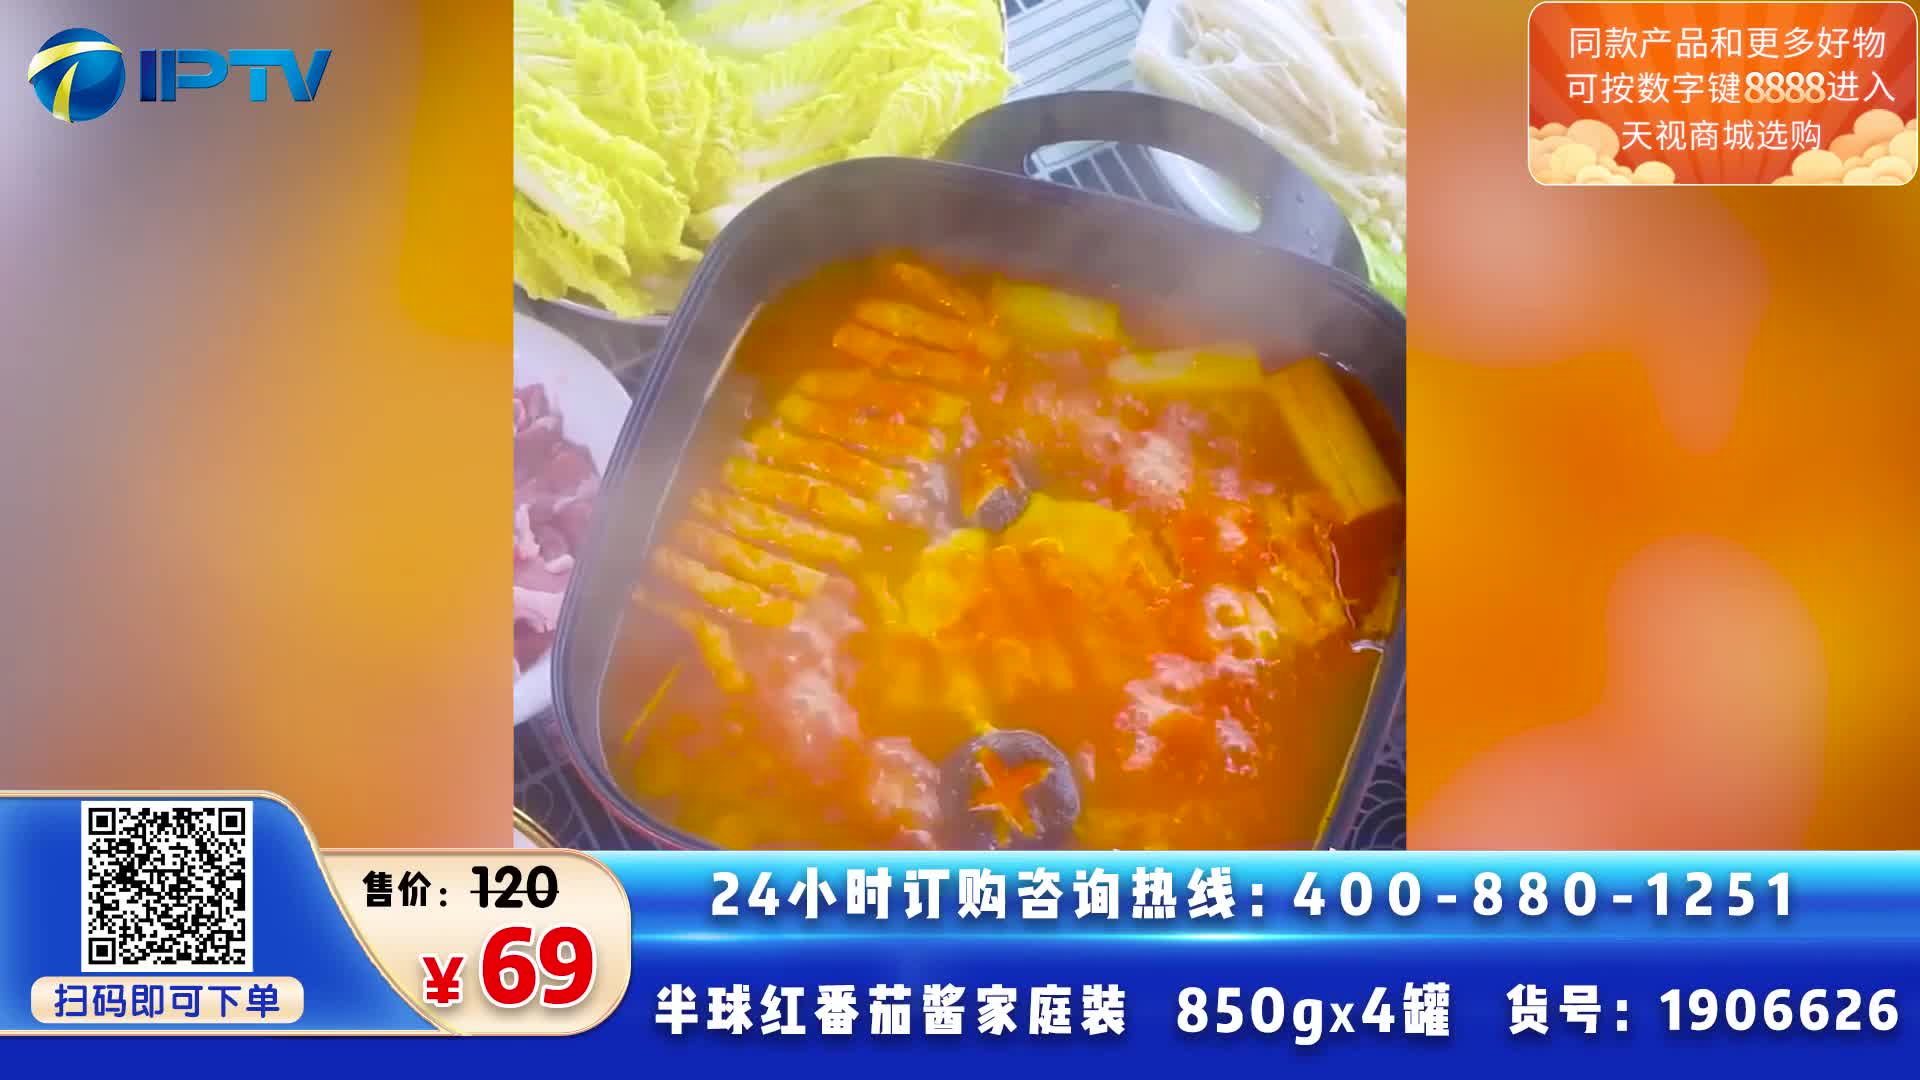 IPTV
同款产品和更多好物
可按数字键8888进入
天视商城选购
售价：120
¥69
扫码即可下单
24小时订购咨询热线：400-880-1251
半球红番茄酱家庭装 850gx4罐 货号：1906626